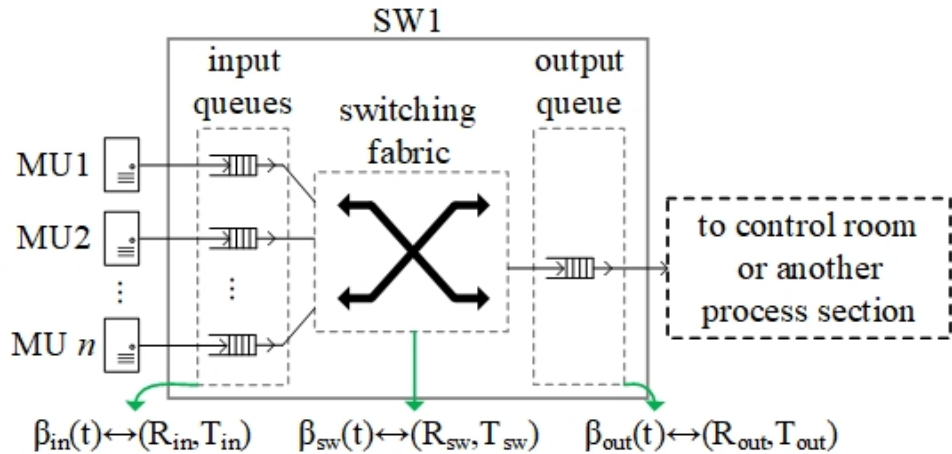 SW1
input
queues
output
queue
switching
fabric
MU1
MU2
...
MU n
...
to control room
or another
process section
β_in(t)↔(R_in,T_in)
β_sw(t)↔(R_sw,T_sw)
β_out(t)↔(R_out,T_out)